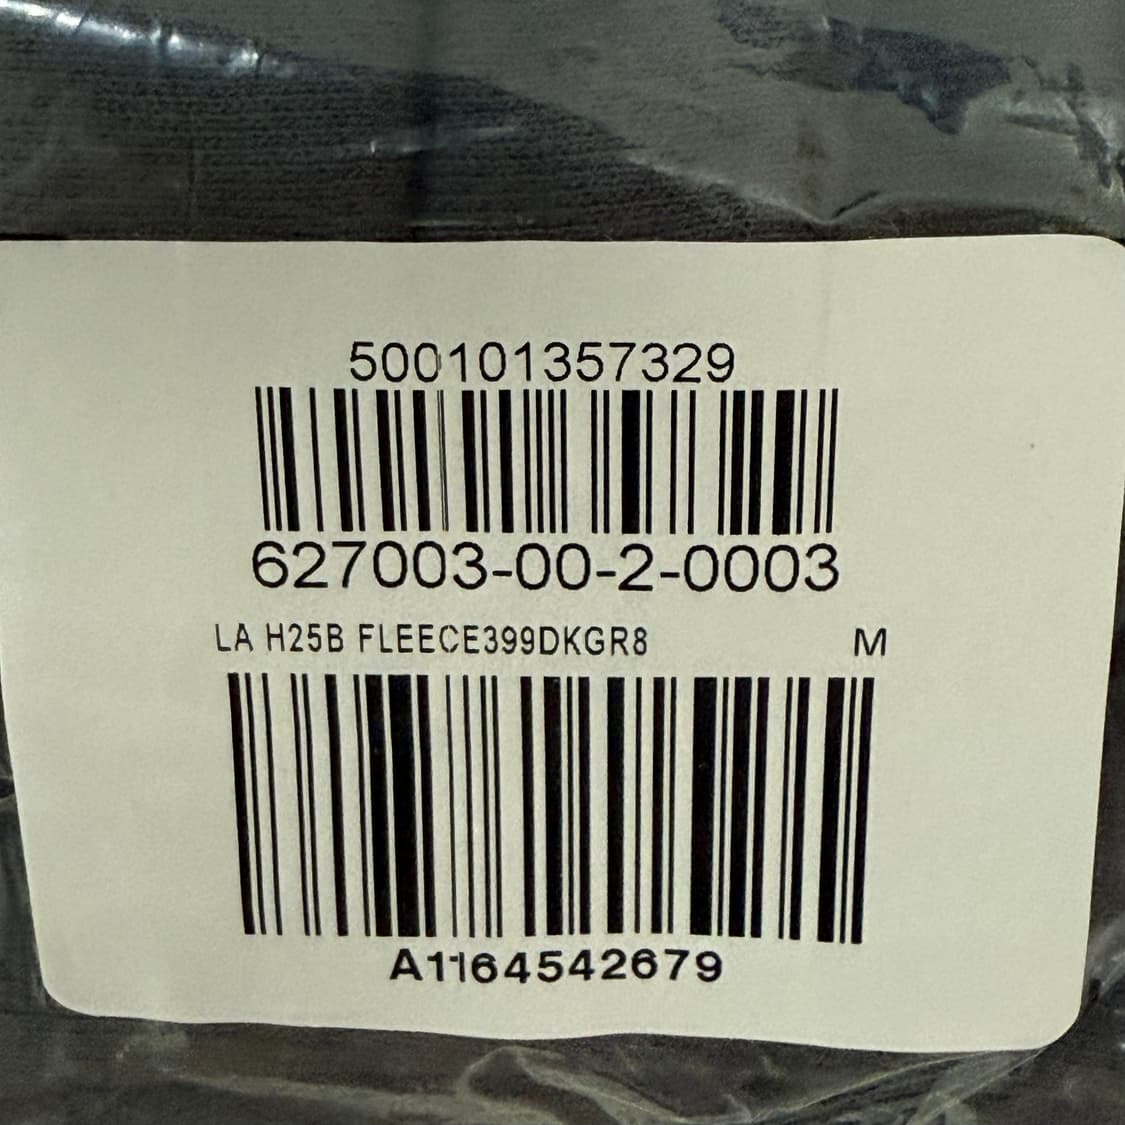 500101357329
627003-00-2-0003
LA H25B FLEECE399DKGR8 M
A1164542679